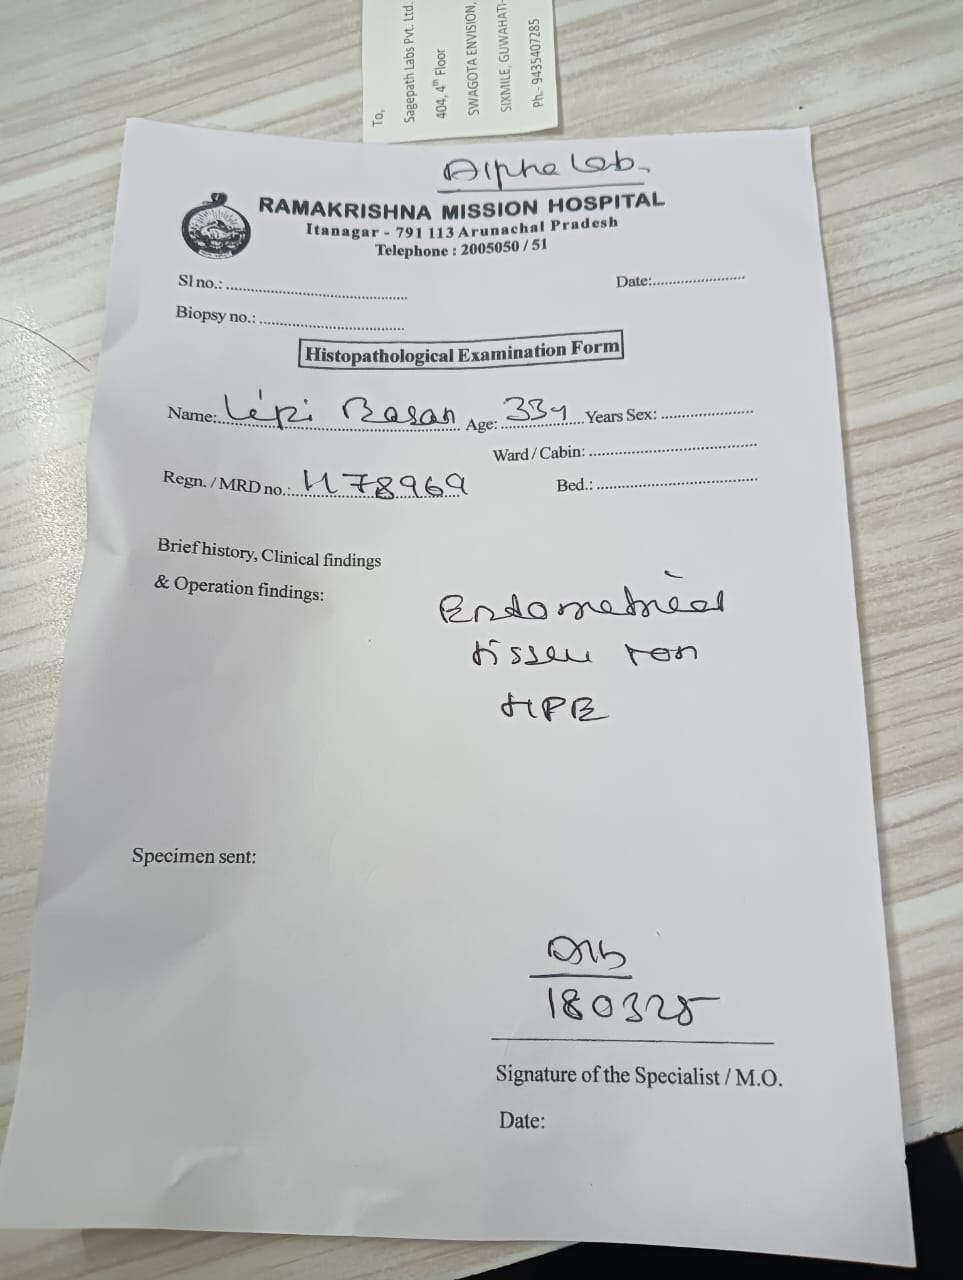 To,
Sagepath Labs Pvt. Ltd.
404, 4th Floor
SWAGOTA ENVISION,
SIXMILE, GUWAHATI-
Ph.- 9435407285
Alpha Lab.
RAMAKRISHNA MISSION HOSPITAL
Itanagar - 791 113 Arunachal Pradesh
Telephone : 2005050 / 51
Sl no.: Date:
Biopsy no.:
Histopathological Examination Form
Name: Lepi Basan Age: 33y Years Sex:
Ward / Cabin:
Regn. / MRD no.: 1178969 Bed.:
Brief history, Clinical findings
& Operation findings:
Endometrial
tissue for
HPE
Specimen sent:
180325
Signature of the Specialist / M.O.
Date: